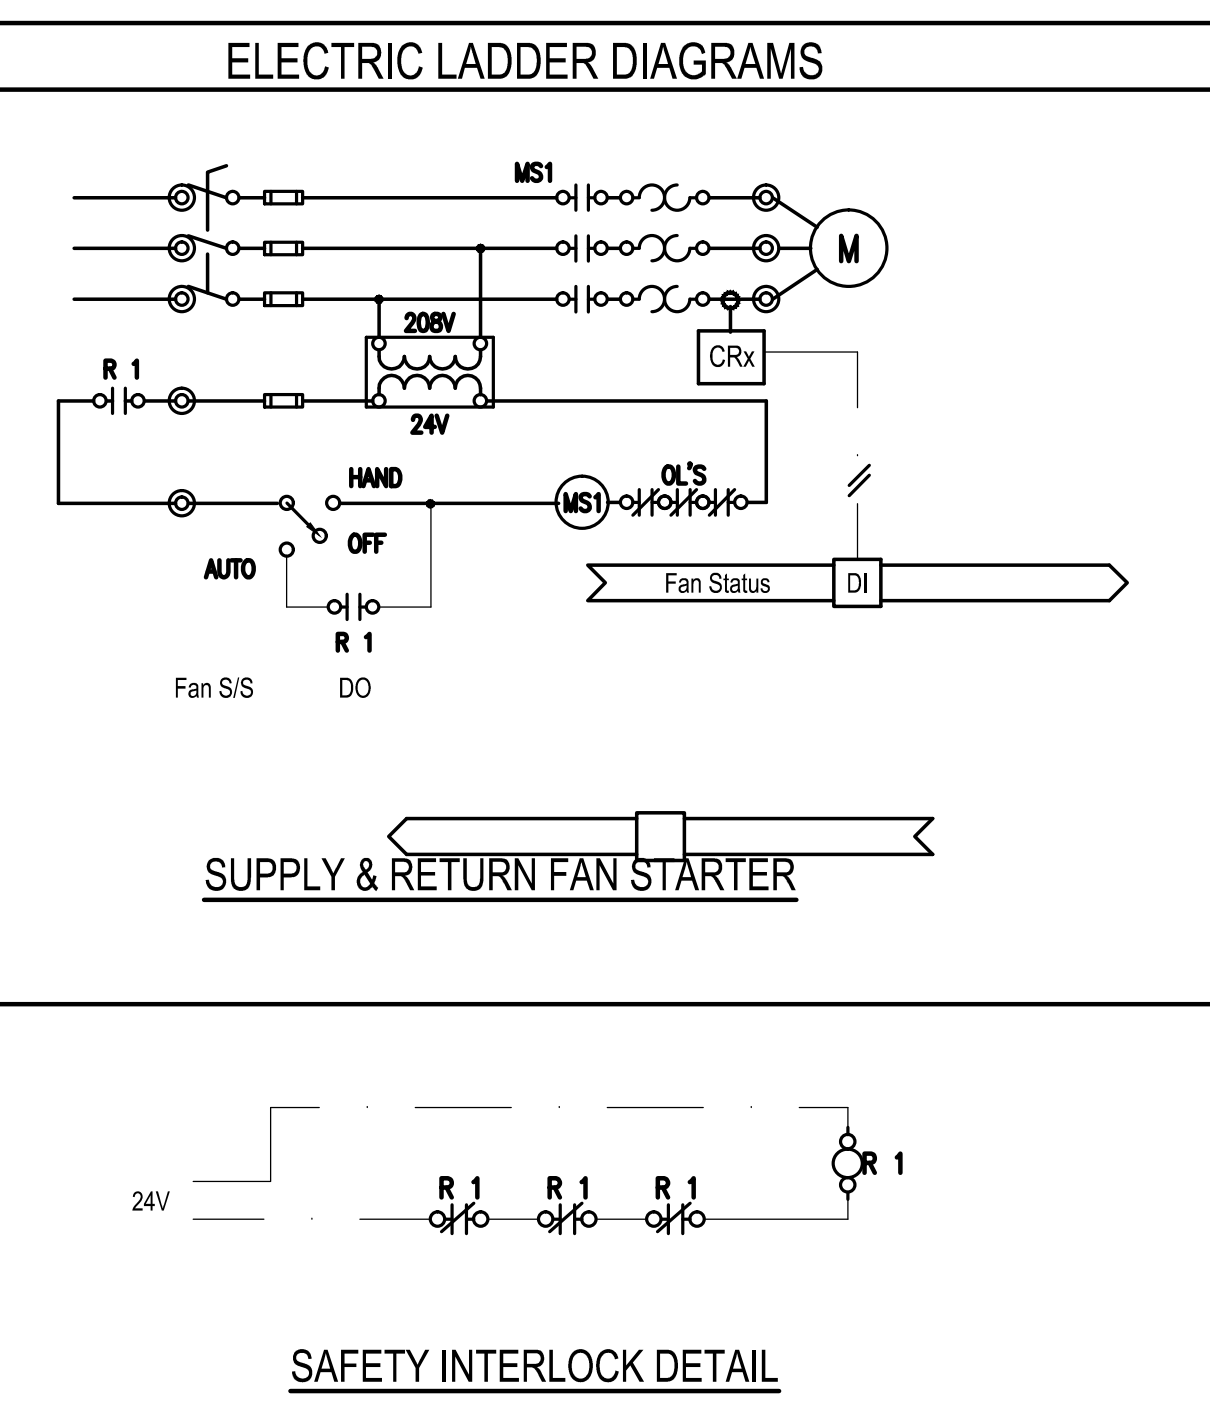 ELECTRIC LADDER DIAGRAMS
MS1
M
208V
CRx
R 1
24V
HAND
OL'S
MS1
OFF
AUTO
Fan Status
DI
R 1
Fan S/S
DO
SUPPLY & RETURN FAN STARTER
R 1
24V
R 1
R 1
R 1
SAFETY INTERLOCK DETAIL